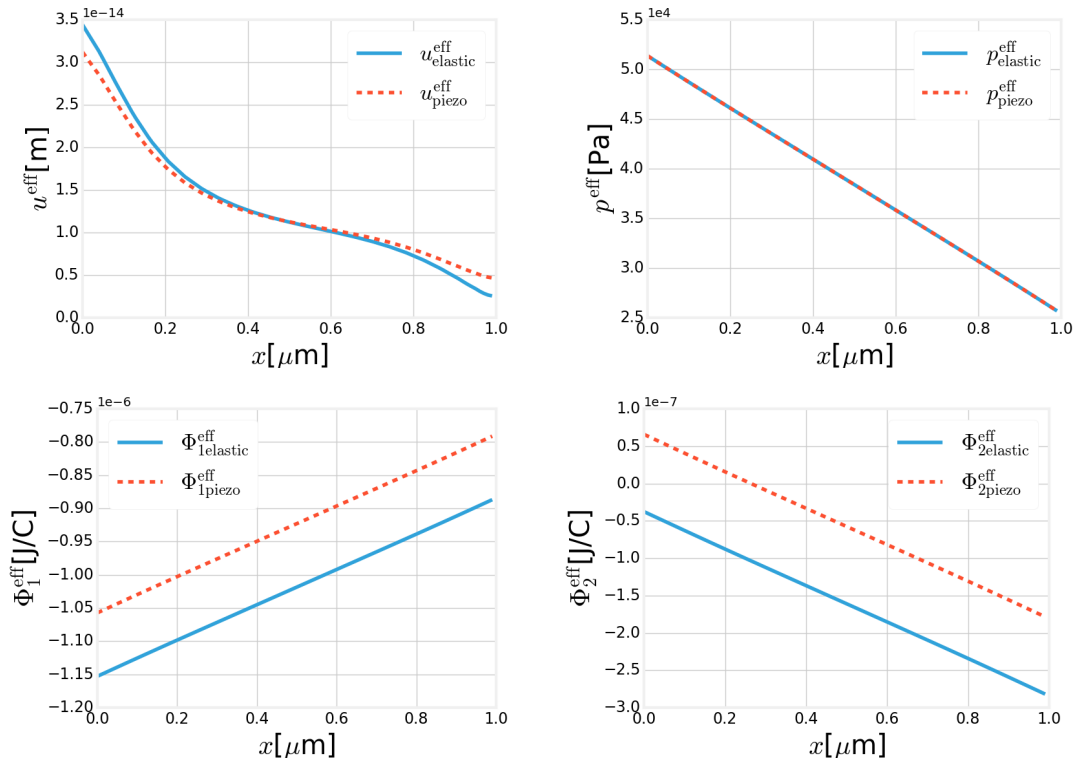 1e−14
3.5
3.0
2.5
2.0
1.5
1.0
0.5
0.0
u^eff[m]
u^eff_elastic
u^eff_piezo
0.0 0.2 0.4 0.6 0.8 1.0
x[μm]
1e4
5.5
5.0
4.5
4.0
3.5
3.0
2.5
p^eff[Pa]
p^eff_elastic
p^eff_piezo
0.0 0.2 0.4 0.6 0.8 1.0
x[μm]
1e−6
−0.75
−0.80
−0.85
−0.90
−0.95
−1.00
−1.05
−1.10
−1.15
−1.20
Φ_1^eff[J/C]
Φ^eff_1elastic
Φ^eff_1piezo
0.0 0.2 0.4 0.6 0.8 1.0
x[μm]
1e−7
1.0
0.5
0.0
−0.5
−1.0
−1.5
−2.0
−2.5
−3.0
Φ_2^eff[J/C]
Φ^eff_2elastic
Φ^eff_2piezo
0.0 0.2 0.4 0.6 0.8 1.0
x[μm]